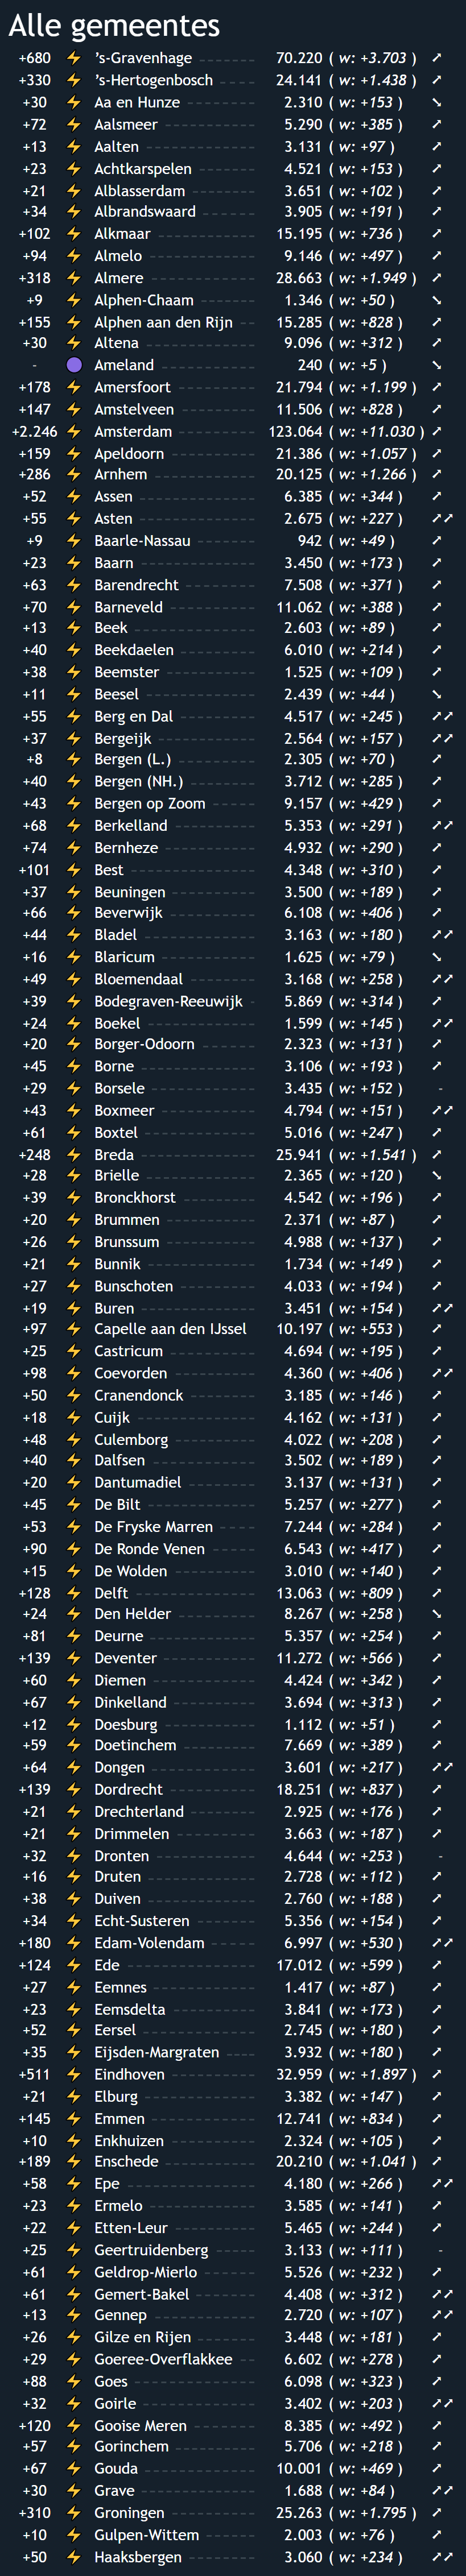 Alle gemeentes
+680 ’s-Gravenhage 70.220 ( w: +3.703 )
+330 ’s-Hertogenbosch 24.141 ( w: +1.438 )
+30 Aa en Hunze 2.310 ( w: +153 )
+72 Aalsmeer 5.290 ( w: +385 )
+13 Aalten 3.131 ( w: +97 )
+23 Achtkarspelen 4.521 ( w: +153 )
+21 Alblasserdam 3.651 ( w: +102 )
+34 Albrandswaard 3.905 ( w: +191 )
+102 Alkmaar 15.195 ( w: +736 )
+94 Almelo 9.146 ( w: +497 )
+318 Almere 28.663 ( w: +1.949 )
+9 Alphen-Chaam 1.346 ( w: +50 )
+155 Alphen aan den Rijn 15.285 ( w: +828 )
+30 Altena 9.096 ( w: +312 )
- Ameland 240 ( w: +5 )
+178 Amersfoort 21.794 ( w: +1.199 )
+147 Amstelveen 11.506 ( w: +828 )
+2.246 Amsterdam 123.064 ( w: +11.030 )
+159 Apeldoorn 21.386 ( w: +1.057 )
+286 Arnhem 20.125 ( w: +1.266 )
+52 Assen 6.385 ( w: +344 )
+55 Asten 2.675 ( w: +227 )
+9 Baarle-Nassau 942 ( w: +49 )
+23 Baarn 3.450 ( w: +173 )
+63 Barendrecht 7.508 ( w: +371 )
+70 Barneveld 11.062 ( w: +388 )
+13 Beek 2.603 ( w: +89 )
+40 Beekdaelen 6.010 ( w: +214 )
+38 Beemster 1.525 ( w: +109 )
+11 Beesel 2.439 ( w: +44 )
+55 Berg en Dal 4.517 ( w: +245 )
+37 Bergeijk 2.564 ( w: +157 )
+8 Bergen (L.) 2.305 ( w: +70 )
+40 Bergen (NH.) 3.712 ( w: +285 )
+43 Bergen op Zoom 9.157 ( w: +429 )
+68 Berkelland 5.353 ( w: +291 )
+74 Bernheze 4.932 ( w: +290 )
+101 Best 4.348 ( w: +310 )
+37 Beuningen 3.500 ( w: +189 )
+66 Beverwijk 6.108 ( w: +406 )
+44 Bladel 3.163 ( w: +180 )
+16 Blaricum 1.625 ( w: +79 )
+49 Bloemendaal 3.168 ( w: +258 )
+39 Bodegraven-Reeuwijk 5.869 ( w: +314 )
+24 Boekel 1.599 ( w: +145 )
+20 Borger-Odoorn 2.323 ( w: +131 )
+45 Borne 3.106 ( w: +193 )
+29 Borsele 3.435 ( w: +152 ) -
+43 Boxmeer 4.794 ( w: +151 )
+61 Boxtel 5.016 ( w: +247 )
+248 Breda 25.941 ( w: +1.541 )
+28 Brielle 2.365 ( w: +120 )
+39 Bronckhorst 4.542 ( w: +196 )
+20 Brummen 2.371 ( w: +87 )
+26 Brunssum 4.988 ( w: +137 )
+21 Bunnik 1.734 ( w: +149 )
+27 Bunschoten 4.033 ( w: +194 )
+19 Buren 3.451 ( w: +154 )
+97 Capelle aan den IJssel 10.197 ( w: +553 )
+25 Castricum 4.694 ( w: +195 )
+98 Coevorden 4.360 ( w: +406 )
+50 Cranendonck 3.185 ( w: +146 )
+18 Cuijk 4.162 ( w: +131 )
+48 Culemborg 4.022 ( w: +208 )
+40 Dalfsen 3.502 ( w: +189 )
+20 Dantumadiel 3.137 ( w: +131 )
+45 De Bilt 5.257 ( w: +277 )
+53 De Fryske Marren 7.244 ( w: +284 )
+90 De Ronde Venen 6.543 ( w: +417 )
+15 De Wolden 3.010 ( w: +140 )
+128 Delft 13.063 ( w: +809 )
+24 Den Helder 8.267 ( w: +258 )
+81 Deurne 5.357 ( w: +254 )
+139 Deventer 11.272 ( w: +566 )
+60 Diemen 4.424 ( w: +342 )
+67 Dinkelland 3.694 ( w: +313 )
+12 Doesburg 1.112 ( w: +51 )
+59 Doetinchem 7.669 ( w: +389 )
+64 Dongen 3.601 ( w: +217 )
+139 Dordrecht 18.251 ( w: +837 )
+21 Drechterland 2.925 ( w: +176 )
+21 Drimmelen 3.663 ( w: +187 )
+32 Dronten 4.644 ( w: +253 ) -
+16 Druten 2.728 ( w: +112 )
+38 Duiven 2.760 ( w: +188 )
+34 Echt-Susteren 5.356 ( w: +154 )
+180 Edam-Volendam 6.997 ( w: +530 )
+124 Ede 17.012 ( w: +599 )
+27 Eemnes 1.417 ( w: +87 )
+23 Eemsdelta 3.841 ( w: +173 )
+52 Eersel 2.745 ( w: +180 )
+35 Eijsden-Margraten 3.932 ( w: +180 )
+511 Eindhoven 32.959 ( w: +1.897 )
+21 Elburg 3.382 ( w: +147 )
+145 Emmen 12.741 ( w: +834 )
+10 Enkhuizen 2.324 ( w: +105 )
+189 Enschede 20.210 ( w: +1.041 )
+58 Epe 4.180 ( w: +266 )
+23 Ermelo 3.585 ( w: +141 )
+22 Etten-Leur 5.465 ( w: +244 )
+25 Geertruidenberg 3.133 ( w: +111 ) -
+61 Geldrop-Mierlo 5.526 ( w: +232 )
+61 Gemert-Bakel 4.408 ( w: +312 )
+13 Gennep 2.720 ( w: +107 )
+26 Gilze en Rijen 3.448 ( w: +181 )
+29 Goeree-Overflakkee 6.602 ( w: +278 )
+88 Goes 6.098 ( w: +323 )
+32 Goirle 3.402 ( w: +203 )
+120 Gooise Meren 8.385 ( w: +492 )
+57 Gorinchem 5.706 ( w: +218 )
+67 Gouda 10.001 ( w: +469 )
+30 Grave 1.688 ( w: +84 )
+310 Groningen 25.263 ( w: +1.795 )
+10 Gulpen-Wittem 2.003 ( w: +76 )
+50 Haaksbergen 3.060 ( w: +234 )